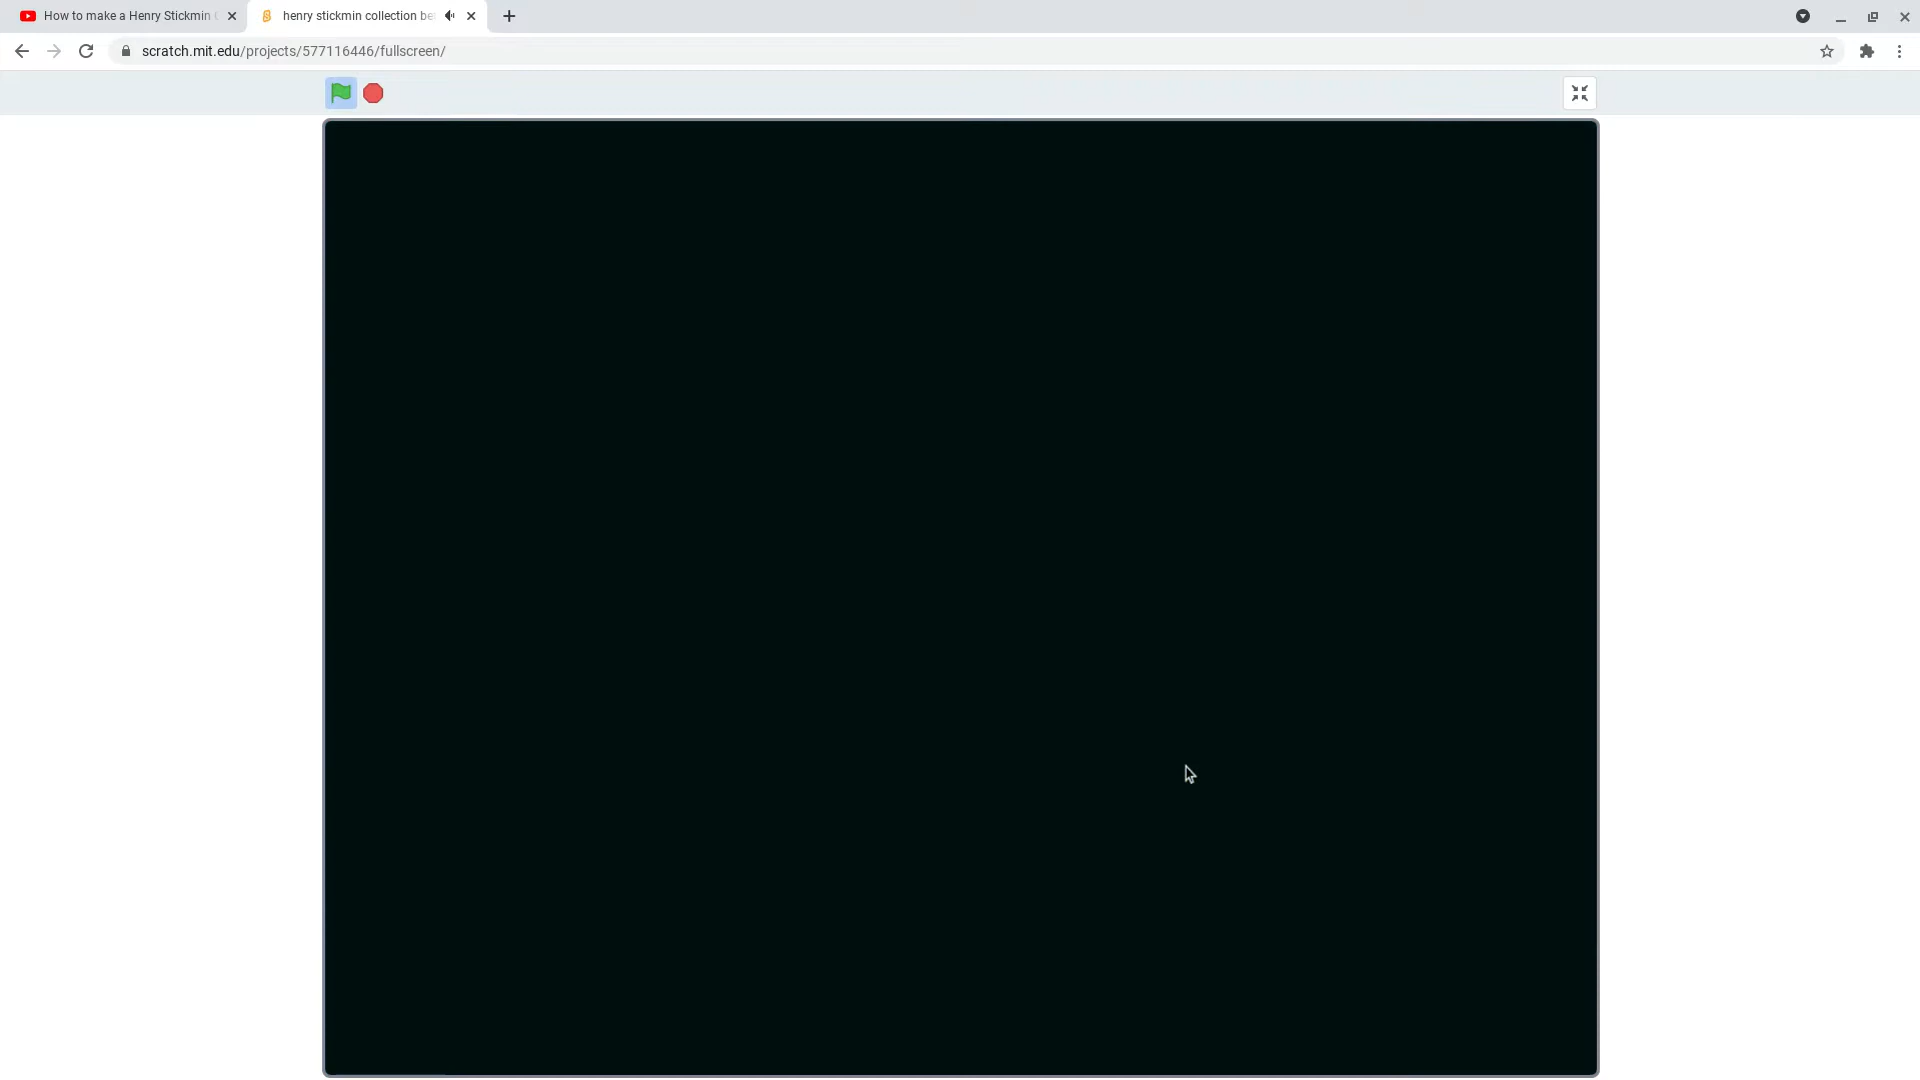 How to make a Henry Stickmin
henry stickmin collection be
scratch.mit.edu/projects/577116446/fullscreen/